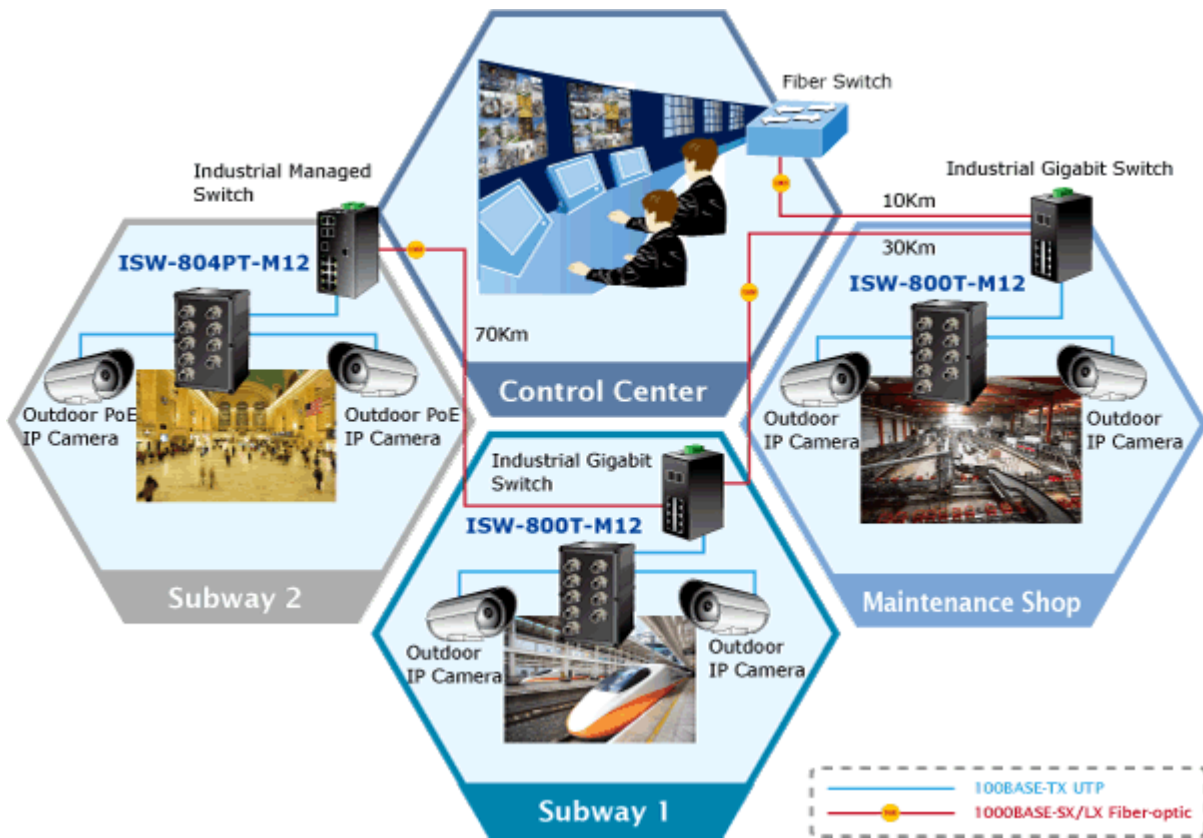 Fiber Switch
Industrial Managed
Switch
Industrial Gigabit Switch
10Km
30Km
ISW-804PT-M12
ISW-800T-M12
70Km
Control Center
Outdoor PoE
IP Camera
Outdoor PoE
IP Camera
Outdoor
IP Camera
Outdoor
IP Camera
Industrial Gigabit
Switch
ISW-800T-M12
Subway 2
Maintenance Shop
Outdoor
IP Camera
Outdoor
IP Camera
Subway 1
100BASE-TX UTP
1000BASE-SX/LX Fiber-optic